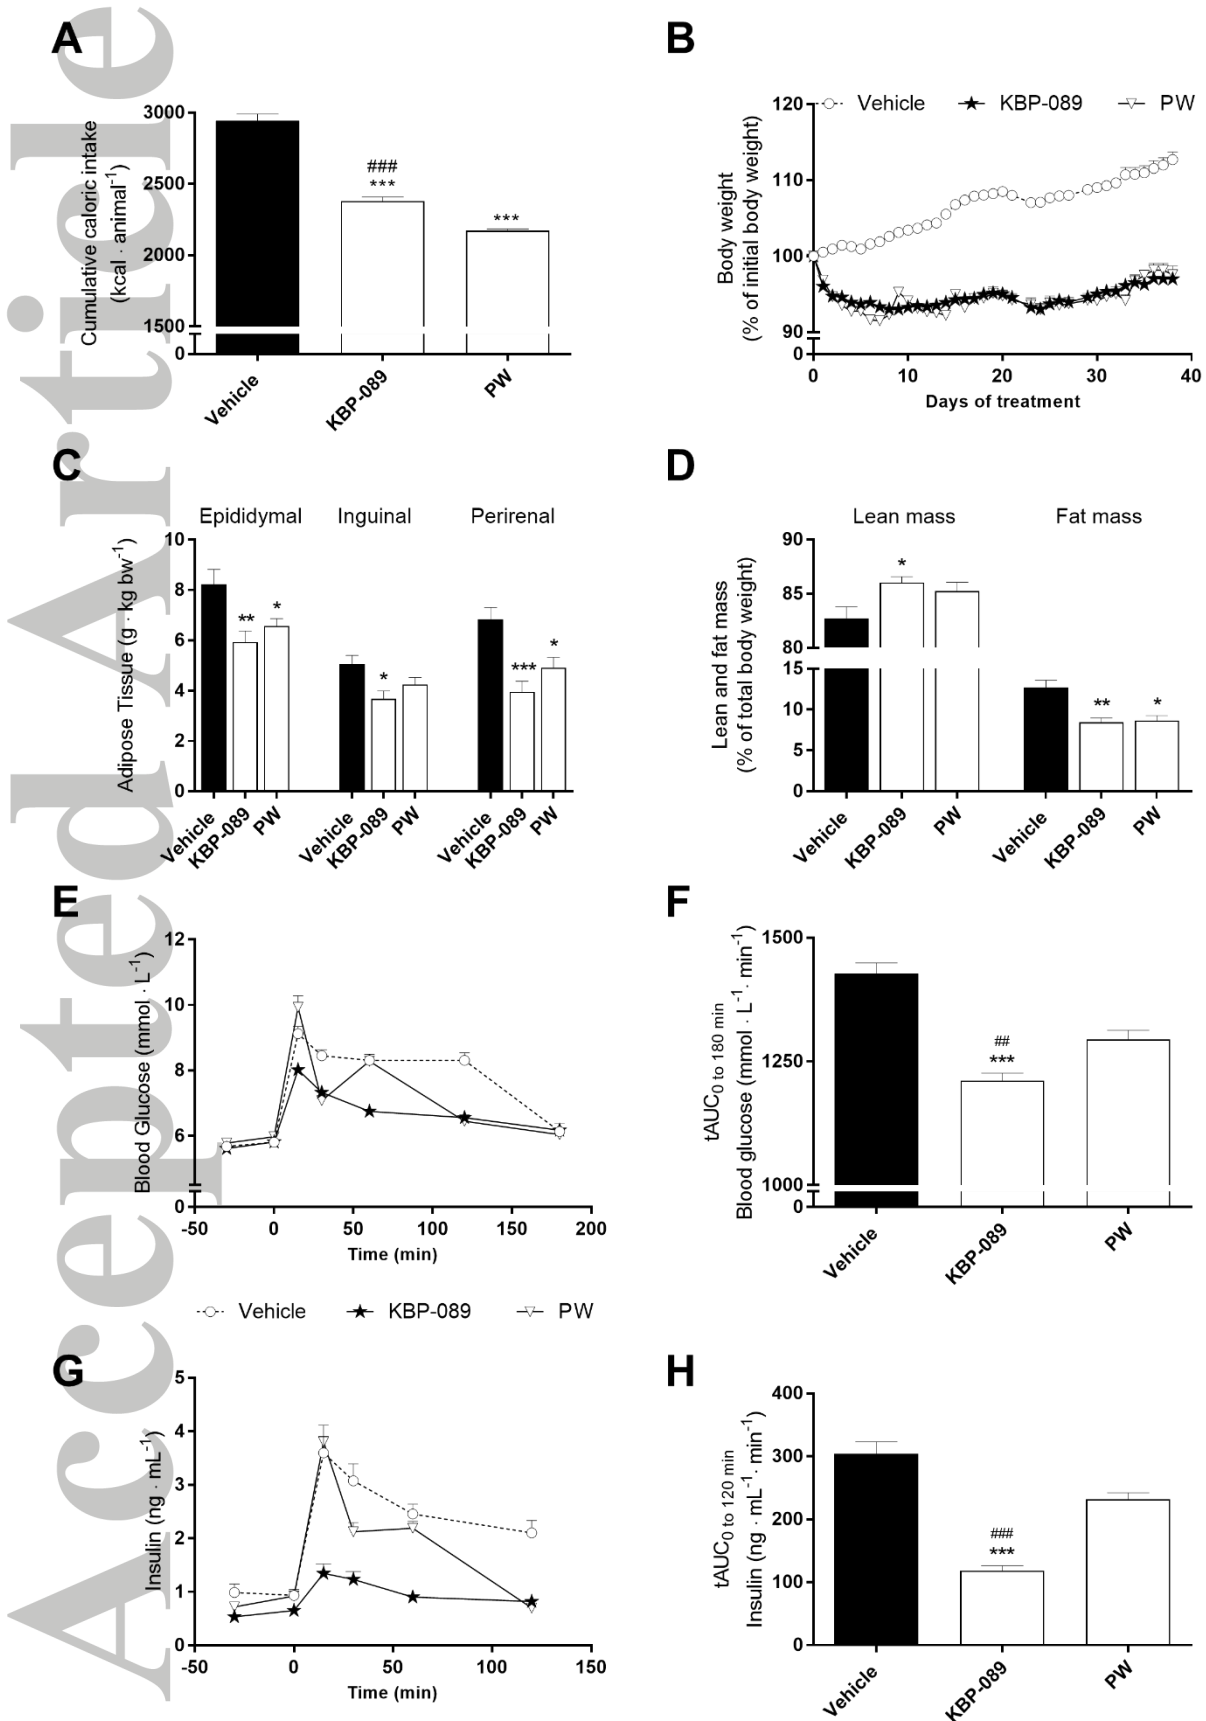 Accepted Article
A
Cumulative caloric intake
(kcal · animal-1)
3000
2500
2000
1500
0
###
***
***
Vehicle
KBP-089
PW
B
Vehicle
KBP-089
PW
Body weight
(% of initial body weight)
120
110
100
90
0
0
10
20
30
40
Days of treatment
C
Epididymal
Inguinal
Perirenal
Adipose Tissue (g · kg bw-1)
10
8
6
4
2
0
**
*
*
***
*
Vehicle
KBP-089
PW
Vehicle
KBP-089
PW
Vehicle
KBP-089
PW
D
Lean mass
Fat mass
Lean and fat mass
(% of total body weight)
90
85
80
15
10
5
0
*
**
*
Vehicle
KBP-089
PW
Vehicle
KBP-089
PW
E
Blood Glucose (mmol · L-1)
12
10
8
6
0
-50
0
50
100
150
200
Time (min)
F
tAUC0 to 180 min
Blood glucose (mmol · L-1 · min-1)
1500
1250
1000
0
##
***
Vehicle
KBP-089
PW
Vehicle
KBP-089
PW
G
Insulin (ng · mL-1)
5
4
3
2
1
0
-50
0
50
100
150
Time (min)
H
tAUC0 to 120 min
Insulin (ng · mL-1 · min-1)
400
300
200
100
0
###
***
Vehicle
KBP-089
PW